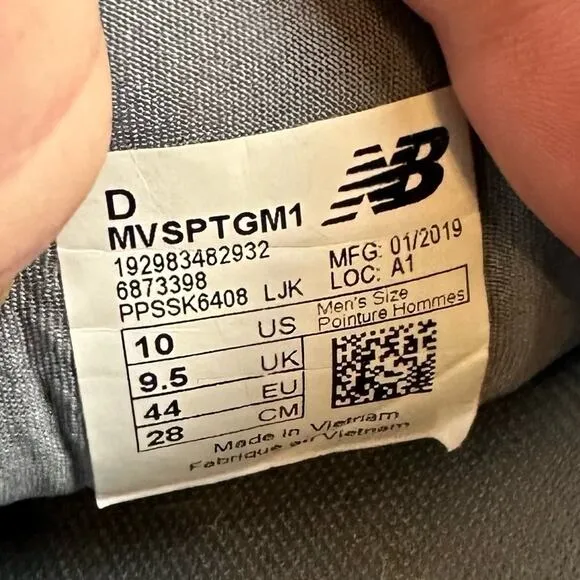 NB
D
MVSPTGM1
192983482932
6873398
PPSSK6408 LJK
MFG: 01/2019
LOC: A1
Men's Size
Pointure Hommes
10 US
9.5 UK
44 EU
28 CM
Made in Vietnam
Fabriqué au Vietnam